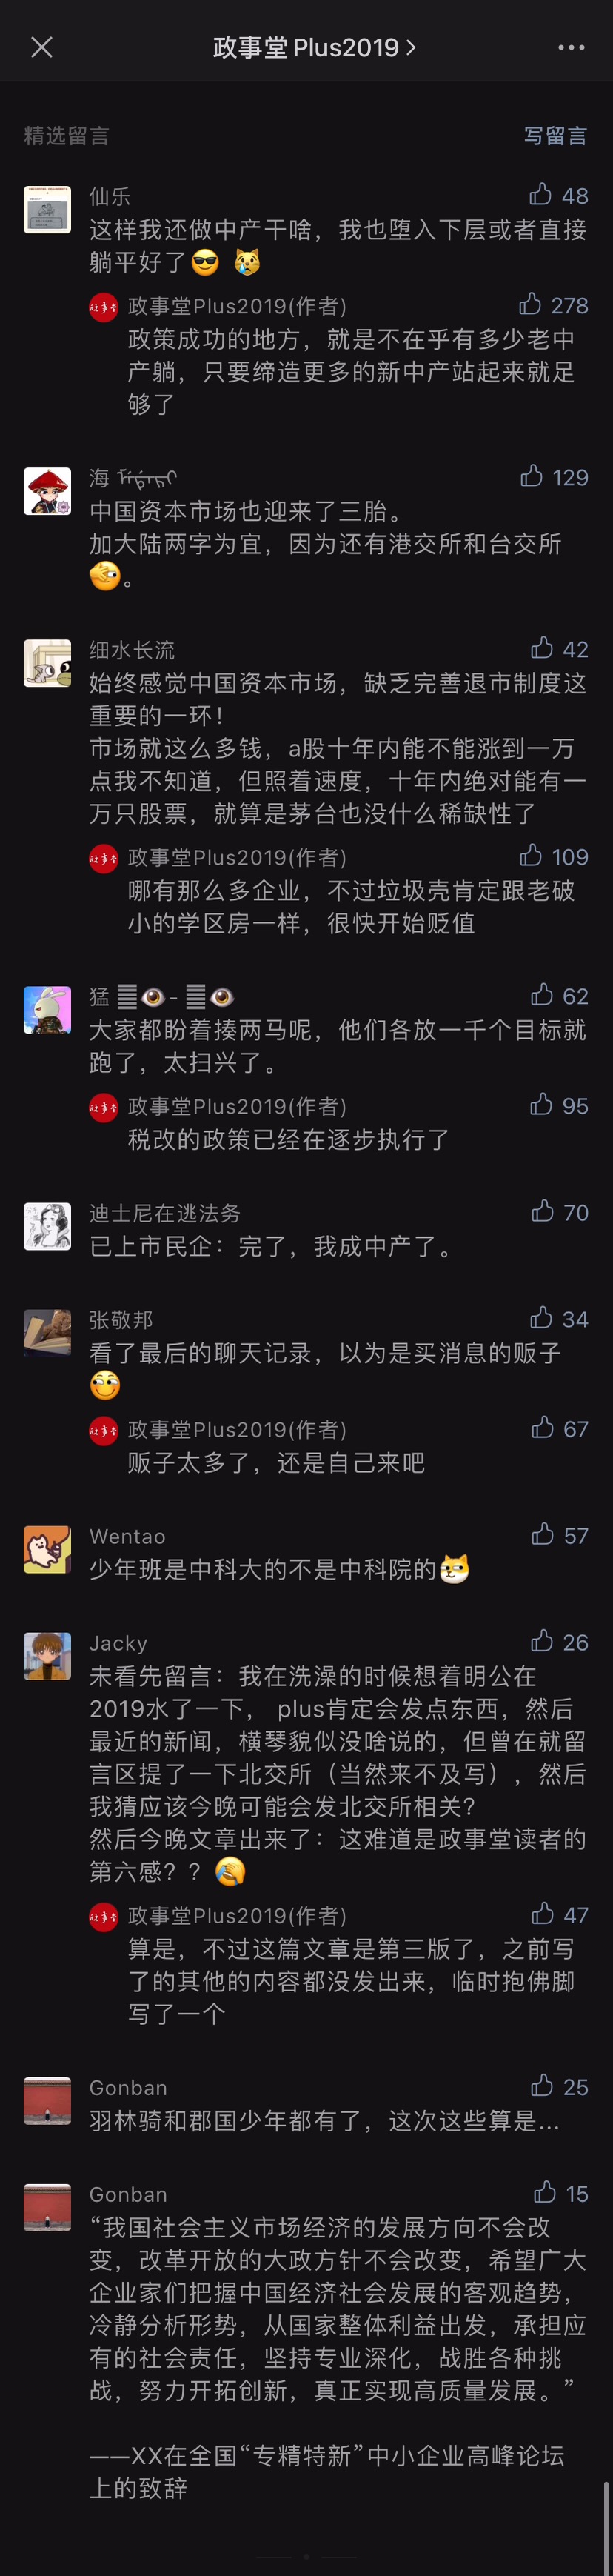 政事堂Plus2019
精选留言
写留言
仙乐
48
这样我还做中产干啥，我也堕入下层或者直接
躺平好了
政事堂Plus2019(作者)
278
政策成功的地方，就是不在乎有多少老中
产躺，只要缔造更多的新中产站起来就足
够了
海
129
中国资本市场也迎来了三胎。
加大陆两字为宜，因为还有港交所和台交所
。
细水长流
42
始终感觉中国资本市场，缺乏完善退市制度这
重要的一环！
市场就这么多钱，a股十年内能不能涨到一万
点我不知道，但照着速度，十年内绝对能有一
万只股票，就算是茅台也没什么稀缺性了
政事堂Plus2019(作者)
109
哪有那么多企业，不过垃圾壳肯定跟老破
小的学区房一样，很快开始贬值
猛 ䷀👁-䷀👁
62
大家都盼着揍两马呢，他们各放一千个目标就
跑了，太扫兴了。
政事堂Plus2019(作者)
95
税改的政策已经在逐步执行了
迪士尼在逃法务
70
已上市民企：完了，我成中产了。
张敬邦
34
看了最后的聊天记录，以为是买消息的贩子
政事堂Plus2019(作者)
67
贩子太多了，还是自己来吧
Wentao
57
少年班是中科大的不是中科院的
Jacky
26
未看先留言：我在洗澡的时候想着明公在
2019水了一下， plus肯定会发点东西，然后
最近的新闻，横琴貌似没啥说的，但曾在就留
言区提了一下北交所（当然来不及写），然后
我猜应该今晚可能会发北交所相关？
然后今晚文章出来了：这难道是政事堂读者的
第六感？？
政事堂Plus2019(作者)
47
算是，不过这篇文章是第三版了，之前写
了的其他的内容都没发出来，临时抱佛脚
写了一个
Gonban
25
羽林骑和郡国少年都有了，这次这些算是...
Gonban
15
“我国社会主义市场经济的发展方向不会改
变，改革开放的大政方针不会改变，希望广大
企业家们把握中国经济社会发展的客观趋势，
冷静分析形势，从国家整体利益出发，承担应
有的社会责任，坚持专业深化，战胜各种挑
战，努力开拓创新，真正实现高质量发展。”
——XX在全国“专精特新”中小企业高峰论坛
上的致辞